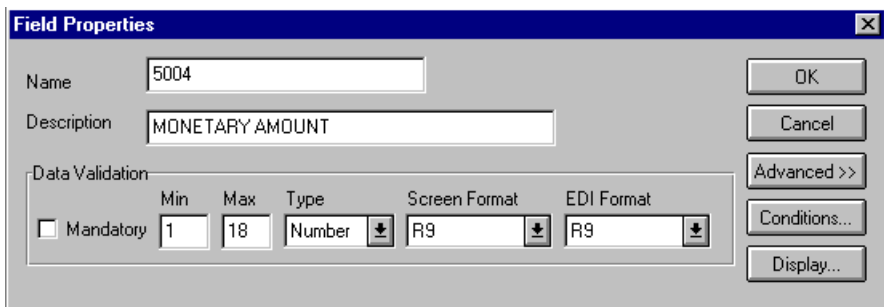 Field Properties
Name 5004 OK
Description MONETARY AMOUNT Cancel
Data Validation Advanced >>
Min Max Type Screen Format EDI Format
Mandatory 1 18 Number R9 R9 Conditions...
Display...